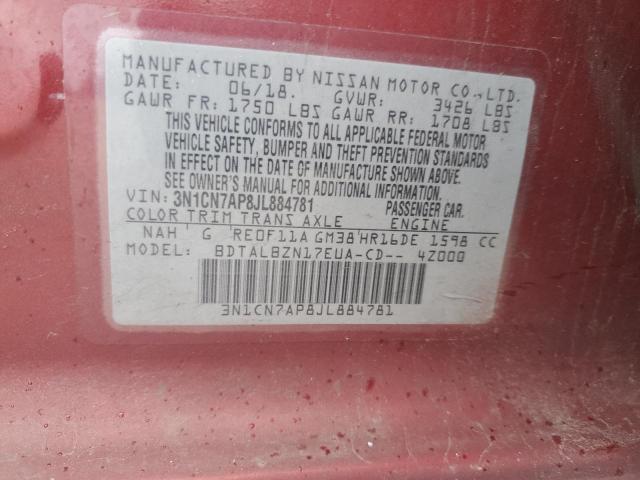 MANUFACTURED BY NISSAN MOTOR CO., LTD.
DATE: 06/18. GVWR: 3426 LBS
GAWR FR: 1750 LBS GAWR RR: 1708 LBS
THIS VEHICLE CONFORMS TO ALL APPLICABLE FEDERAL MOTOR
VEHICLE SAFETY, BUMPER AND THEFT PREVENTION STANDARDS
IN EFFECT ON THE DATE OF MANUFACTURE SHOWN ABOVE.
SEE OWNER'S MANUAL FOR ADDITIONAL INFORMATION.
VIN: 3N1CN7AP8JL884781 PASSENGER CAR.
COLOR TRIM TRANS AXLE ENGINE
NAH G RE0F11A GM38 HR16DE 1598 CC
MODEL: BDTALBZN17EUA-CD-- 4Z000
3N1CN7AP8JL884781